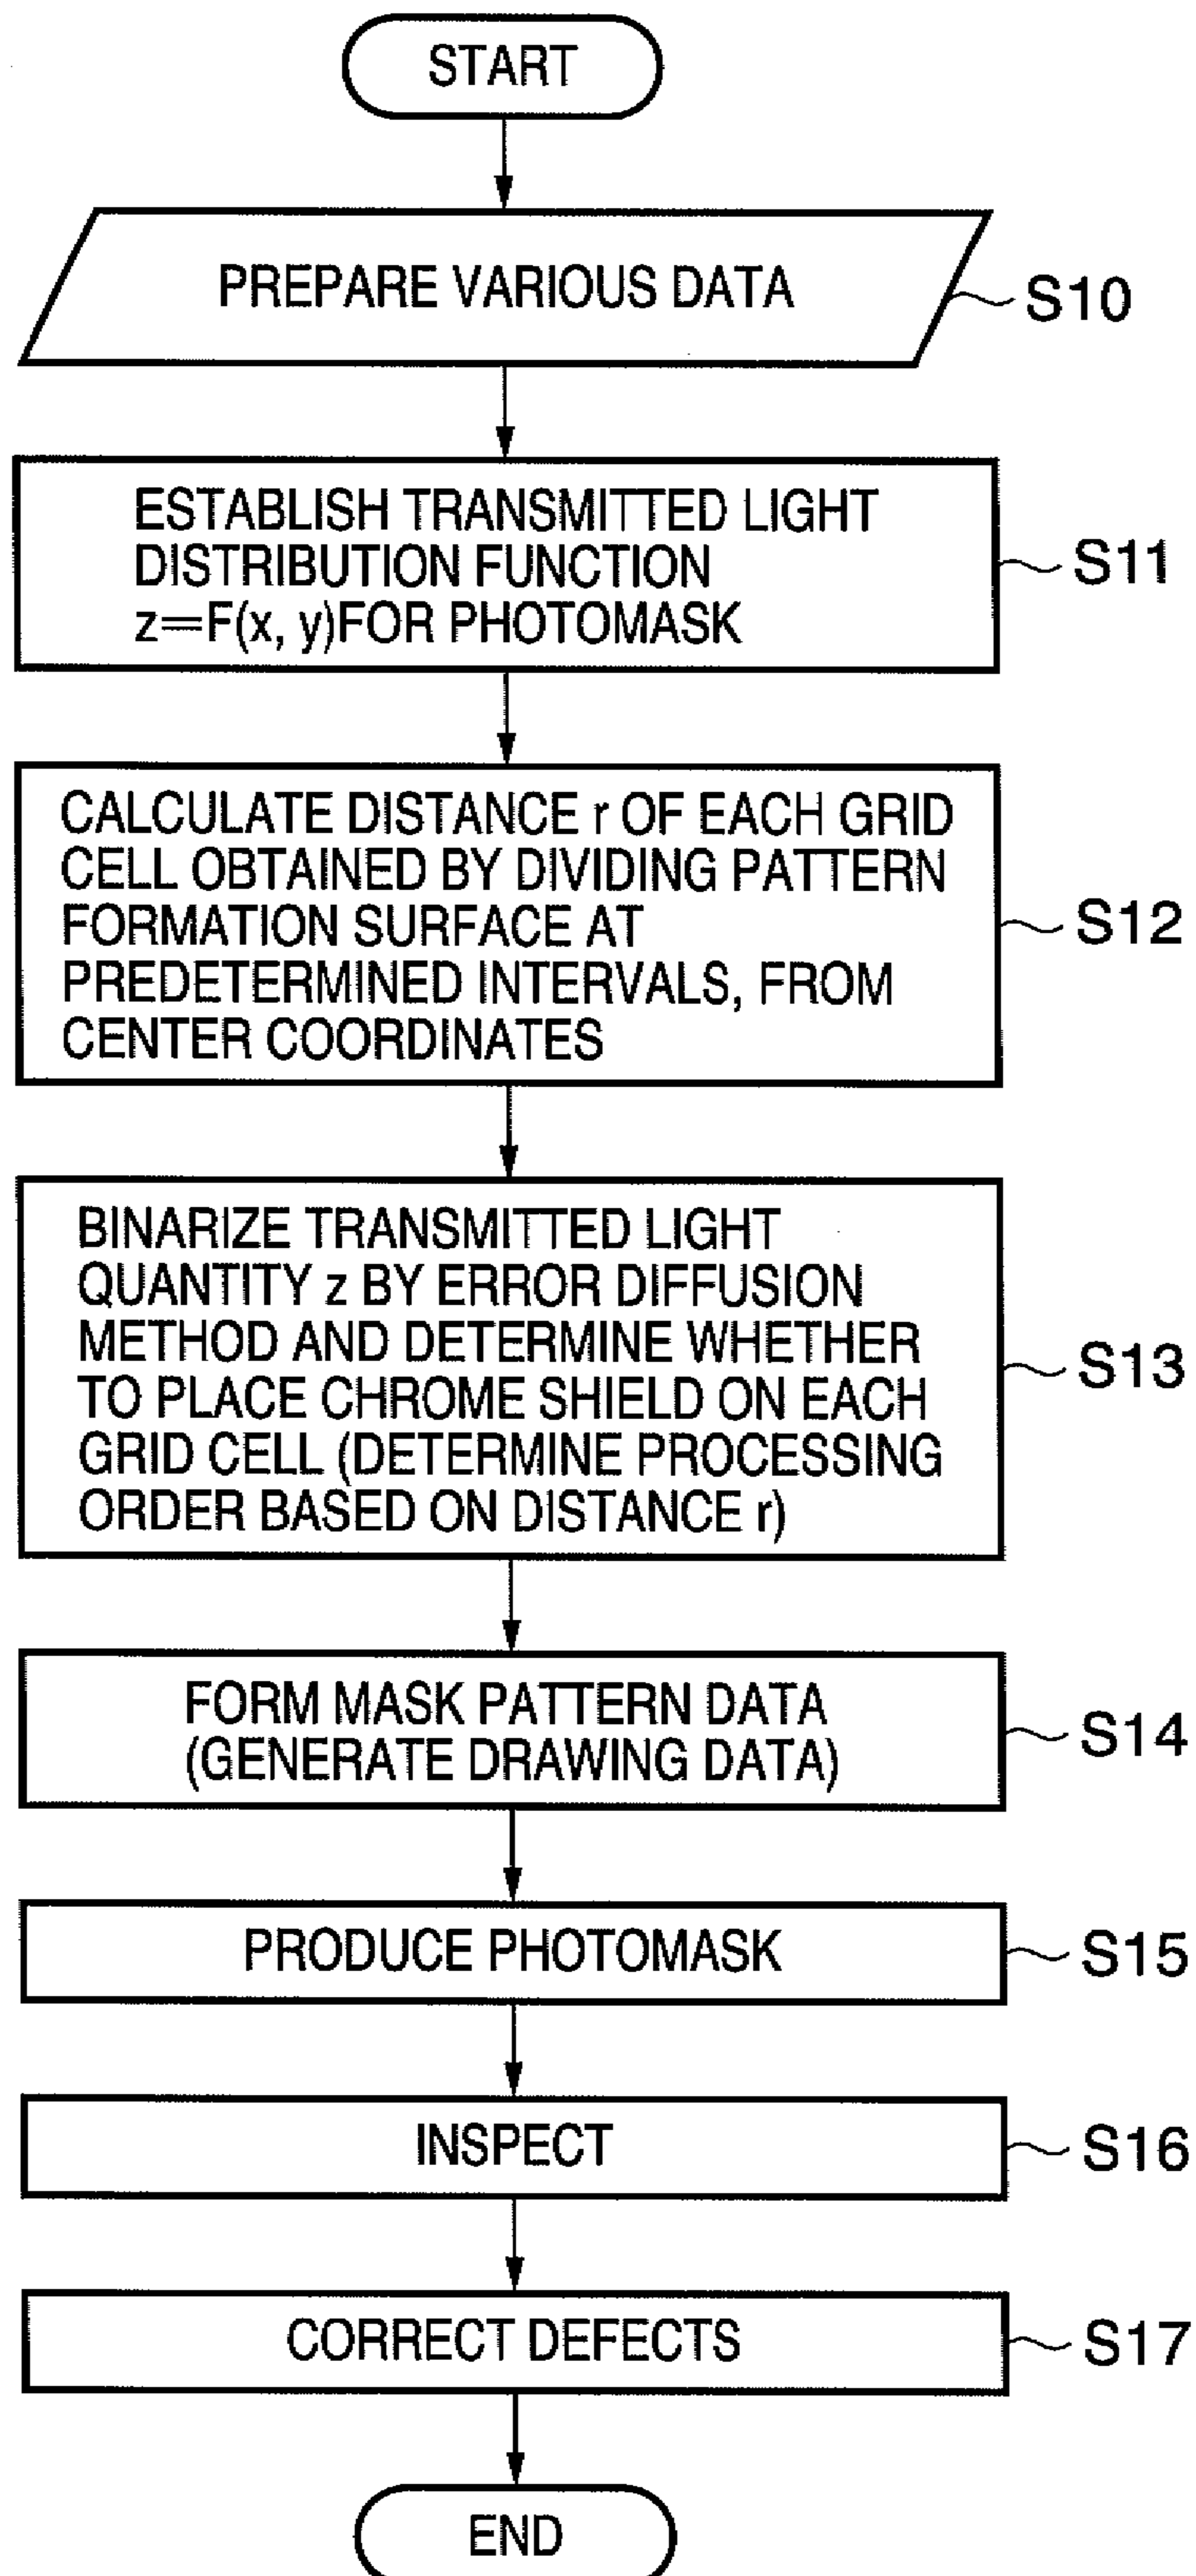 START
PREPARE VARIOUS DATA
S10
ESTABLISH TRANSMITTED LIGHT
DISTRIBUTION FUNCTION
z=F(x, y)FOR PHOTOMASK
S11
CALCULATE DISTANCE r OF EACH GRID
CELL OBTAINED BY DIVIDING PATTERN
FORMATION SURFACE AT
PREDETERMINED INTERVALS, FROM
CENTER COORDINATES
S12
BINARIZE TRANSMITTED LIGHT
QUANTITY z BY ERROR DIFFUSION
METHOD AND DETERMINE WHETHER
TO PLACE CHROME SHIELD ON EACH
GRID CELL (DETERMINE PROCESSING
ORDER BASED ON DISTANCE r)
S13
FORM MASK PATTERN DATA
(GENERATE DRAWING DATA)
S14
PRODUCE PHOTOMASK
S15
INSPECT
S16
CORRECT DEFECTS
S17
END